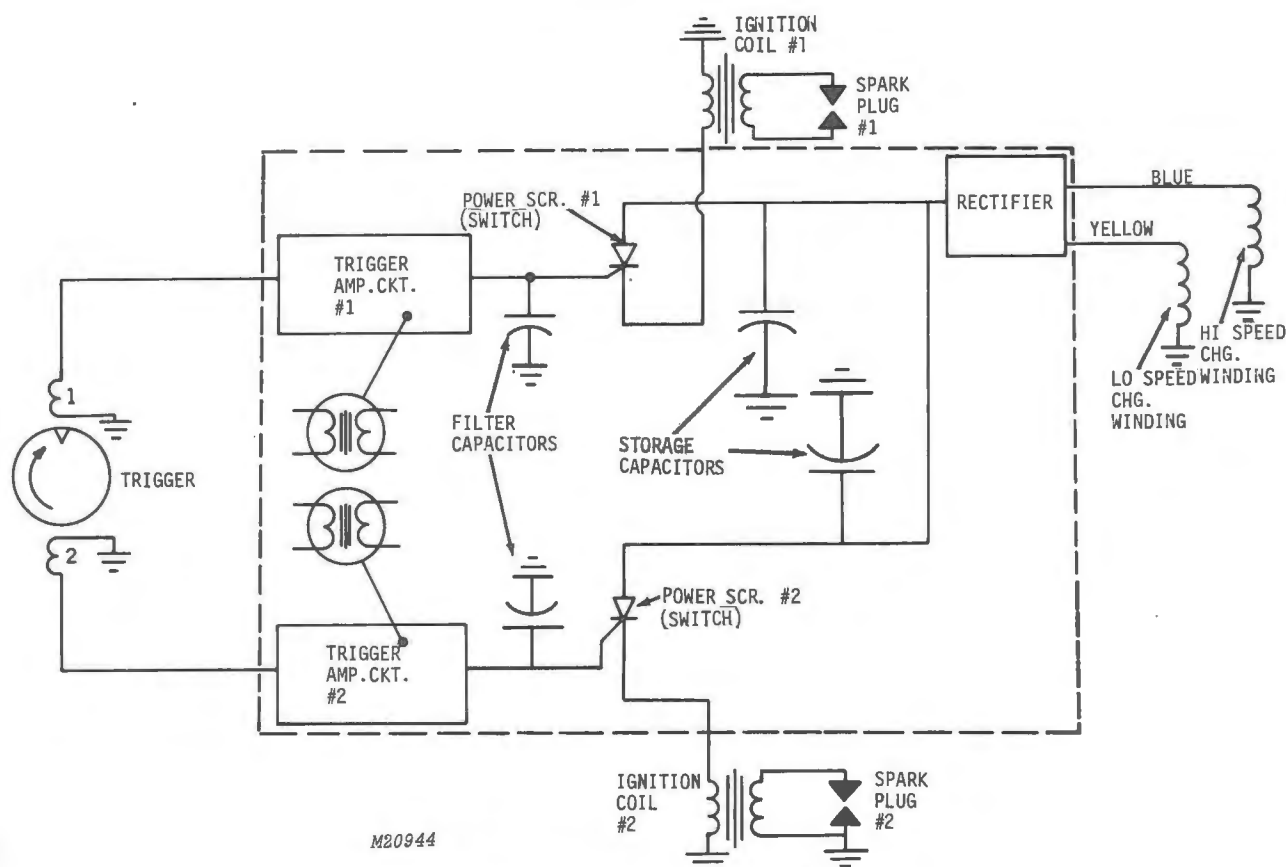 IGNITION
COIL #1
SPARK
PLUG
#1
POWER SCR. #1
(SWITCH)
RECTIFIER
BLUE
YELLOW
TRIGGER
AMP.CKT.
#1
1
TRIGGER
2
FILTER
CAPACITORS
STORAGE
CAPACITORS
HI SPEED
CHG.
WINDING
LO SPEED
CHG.
WINDING
POWER SCR. #2
(SWITCH)
TRIGGER
AMP.CKT.
#2
IGNITION
COIL
#2
SPARK
PLUG
#2
M20944